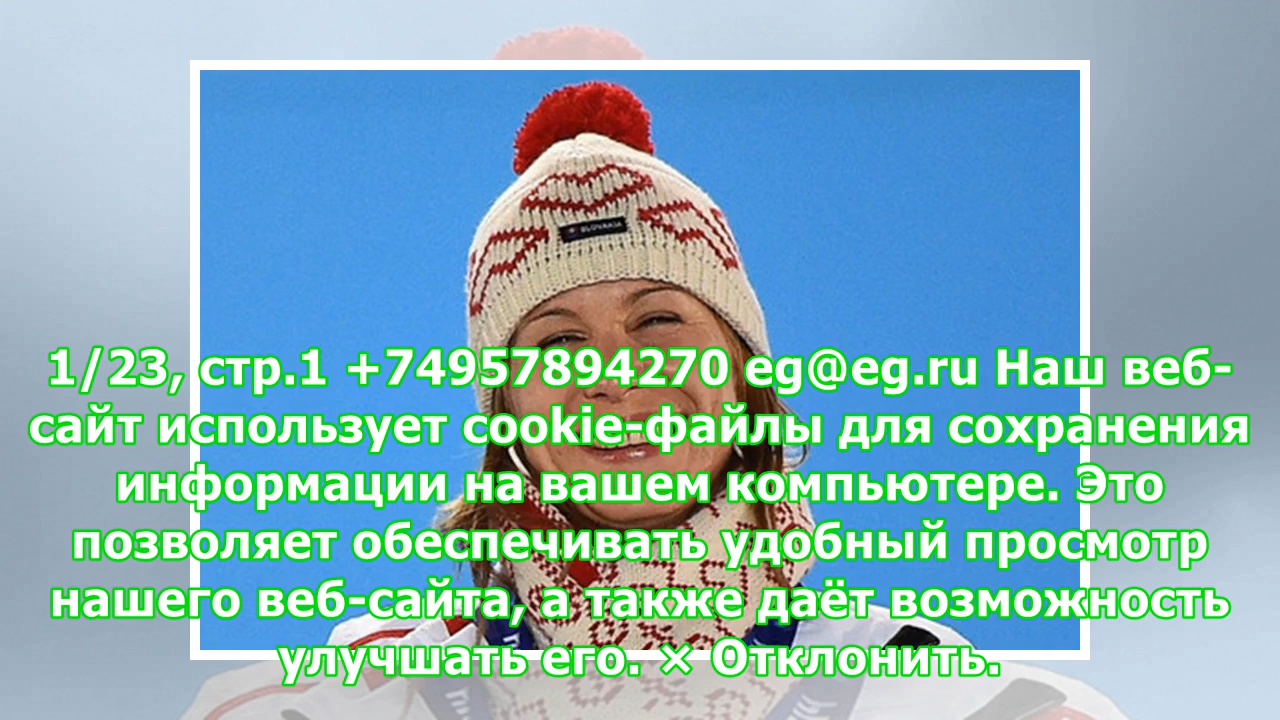 SLOVAKIA
1/23, стр.1 +74957894270 eg@eg.ru Наш веб-
сайт использует cookie-файлы для сохранения
информации на вашем компьютере. Это
позволяет обеспечивать удобный просмотр
нашего веб-сайта, а также даёт возможность
улучшать его. × Отклонить.